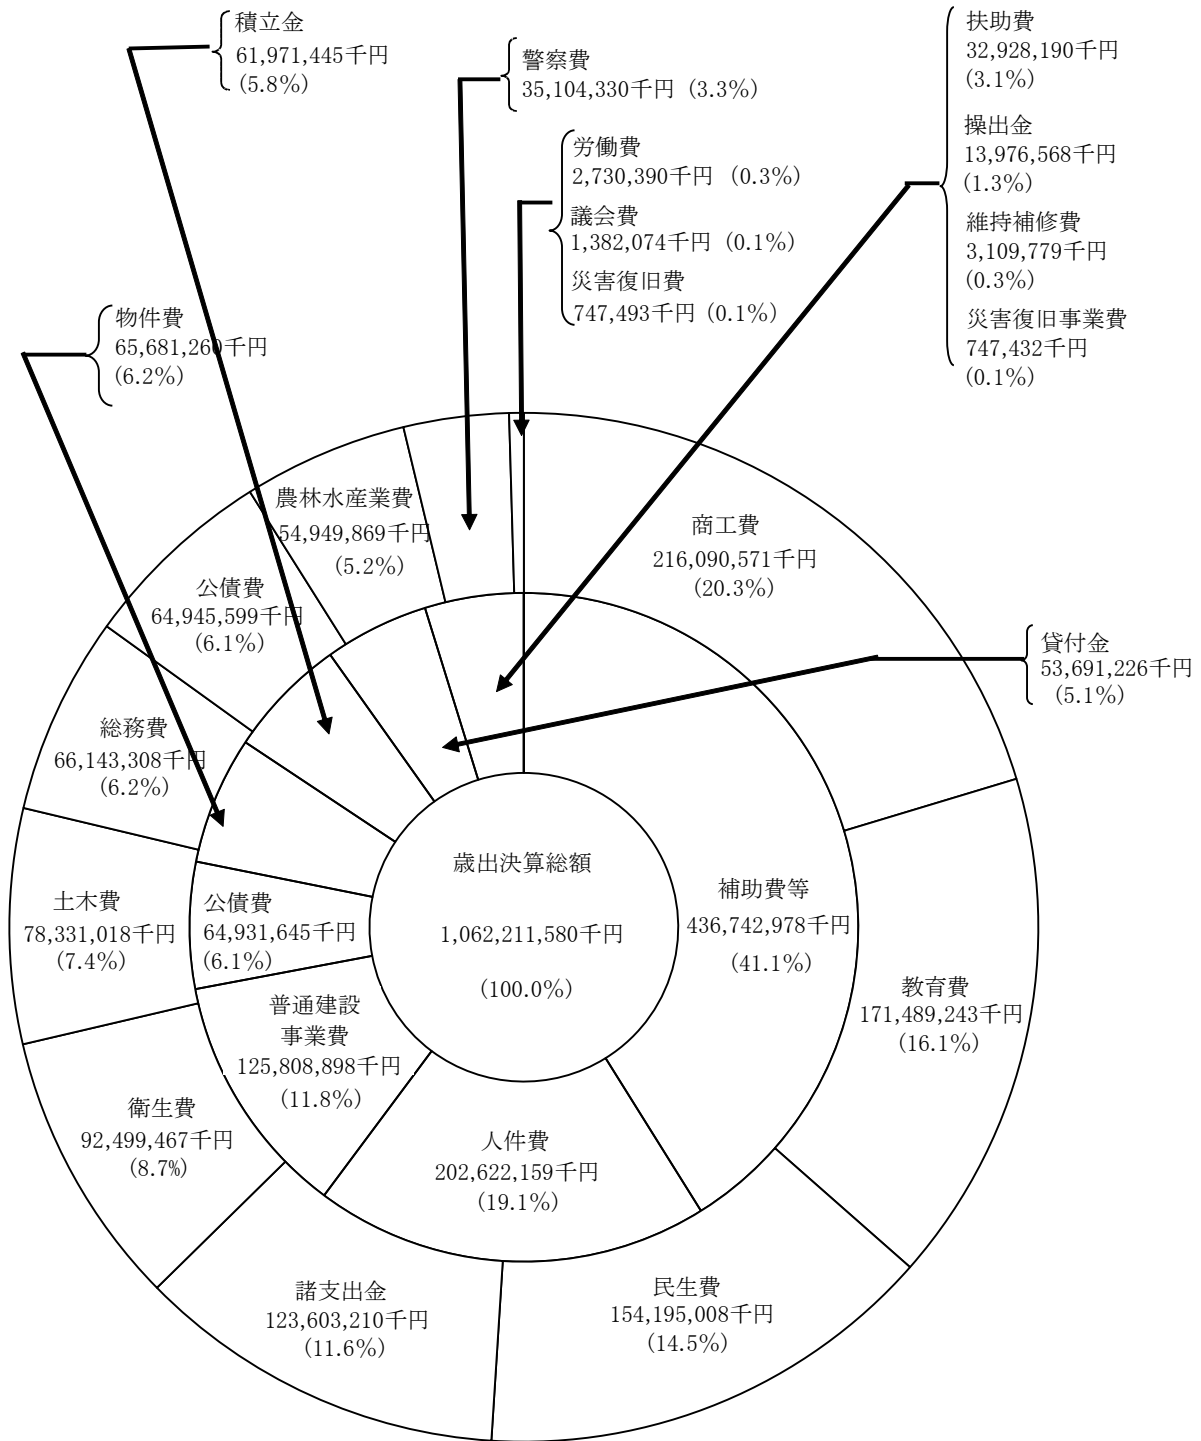 積立金
61,971,445千円
(5.8%)
警察費
35,104,330千円 (3.3%)
扶助費
32,928,190千円
(3.1%)
操出金
13,976,568千円
(1.3%)
維持補修費
3,109,779千円
(0.3%)
災害復旧事業費
747,432千円
(0.1%)
労働費
2,730,390千円 (0.3%)
議会費
1,382,074千円 (0.1%)
災害復旧費
747,493千円 (0.1%)
物件費
65,681,260千円
(6.2%)
農林水産業費
54,949,869千円
(5.2%)
商工費
216,090,571千円
(20.3%)
公債費
64,945,599千円
(6.1%)
貸付金
53,691,226千円
(5.1%)
総務費
66,143,308千円
(6.2%)
歳出決算総額
1,062,211,580千円
(100.0%)
補助費等
436,742,978千円
(41.1%)
土木費
78,331,018千円
(7.4%)
公債費
64,931,645千円
(6.1%)
教育費
171,489,243千円
(16.1%)
普通建設
事業費
125,808,898千円
(11.8%)
衛生費
92,499,467千円
(8.7%)
人件費
202,622,159千円
(19.1%)
諸支出金
123,603,210千円
(11.6%)
民生費
154,195,008千円
(14.5%)